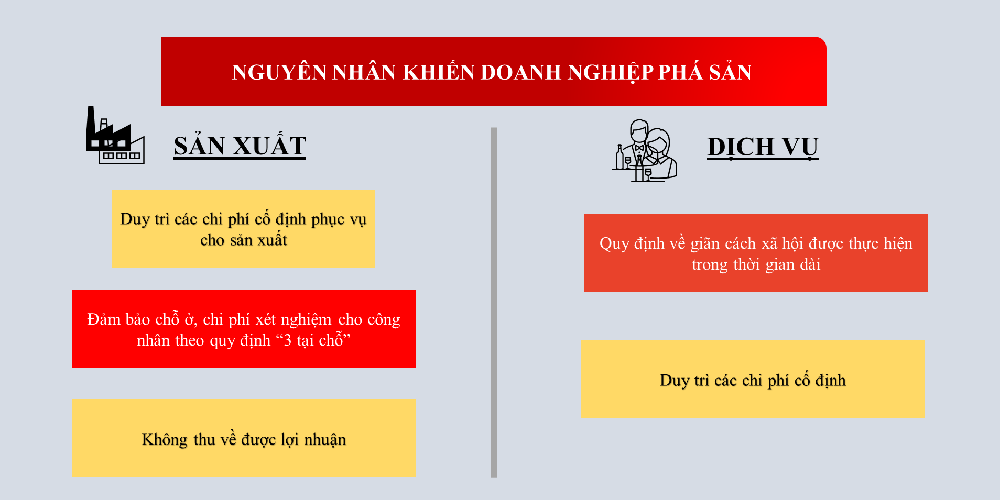 NGUYÊN NHÂN KHIẾN DOANH NGHIỆP PHÁ SẢN
SẢN XUẤT
Duy trì các chi phí cố định phục vụ
cho sản xuất
Đảm bảo chỗ ở, chi phí xét nghiệm cho công
nhân theo quy định “3 tại chỗ”
Không thu về được lợi nhuận
DỊCH VỤ
Quy định về giãn cách xã hội được thực hiện
trong thời gian dài
Duy trì các chi phí cố định